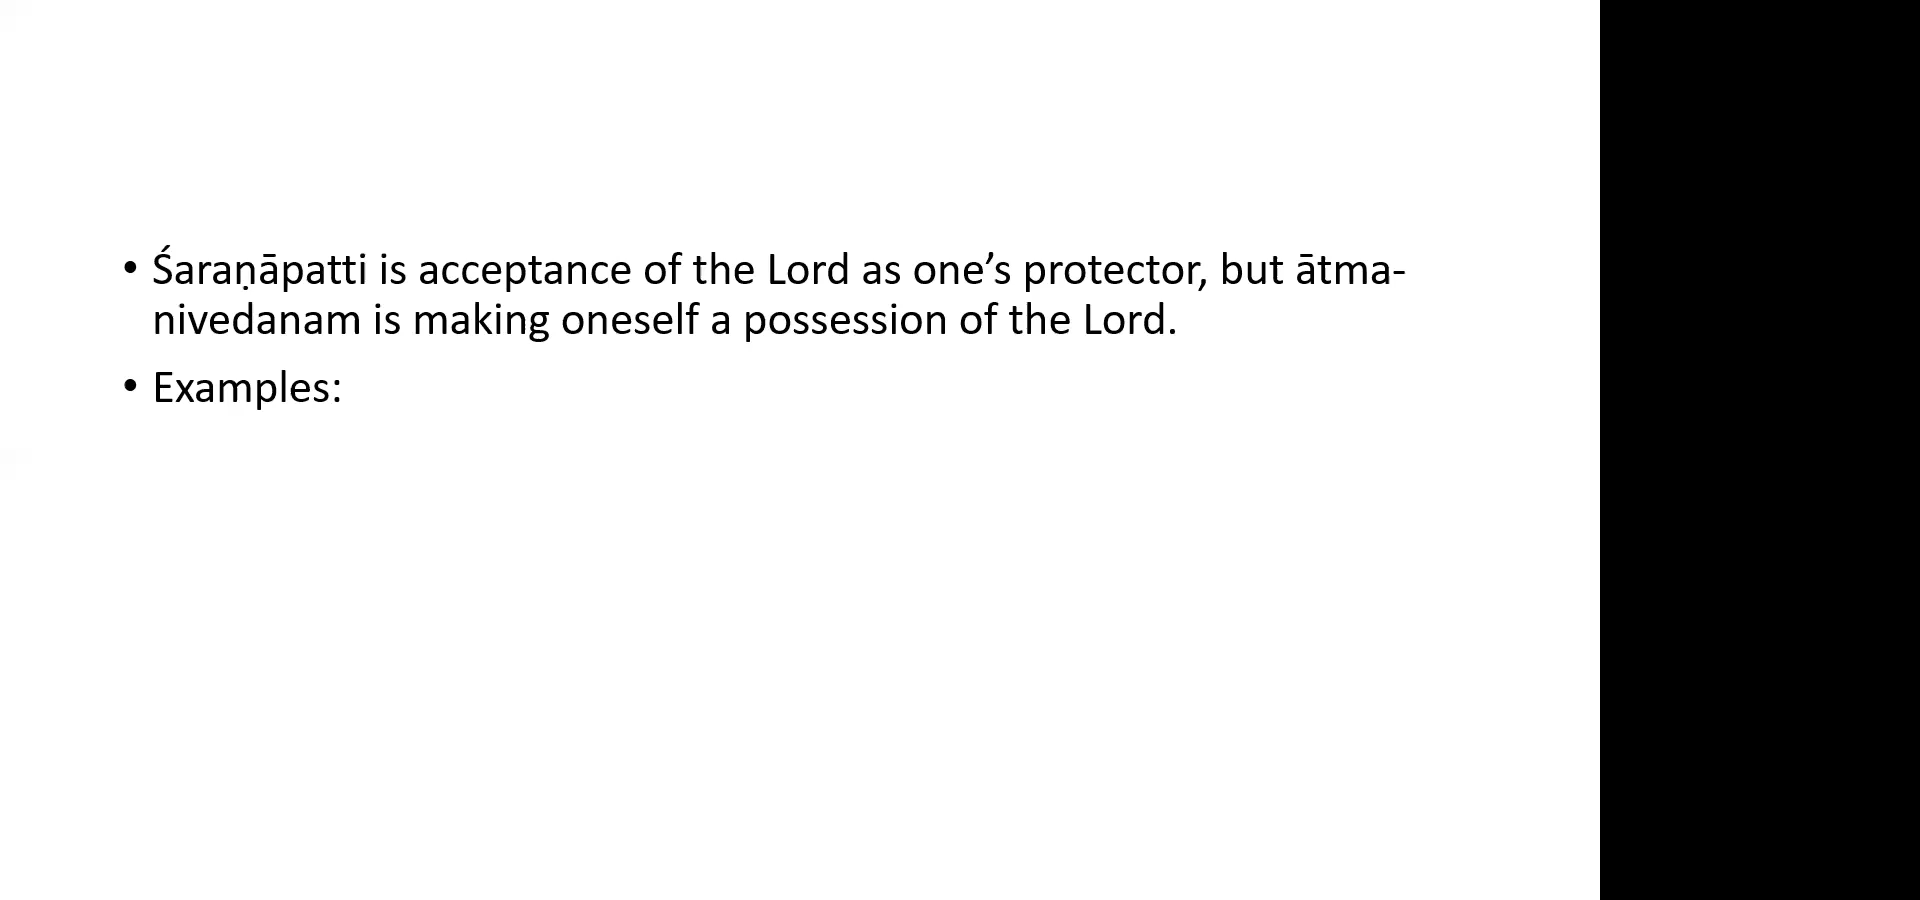 • Śaraṇāpatti is acceptance of the Lord as one’s protector, but ātma-
nivedanam is making oneself a possession of the Lord.
• Examples: